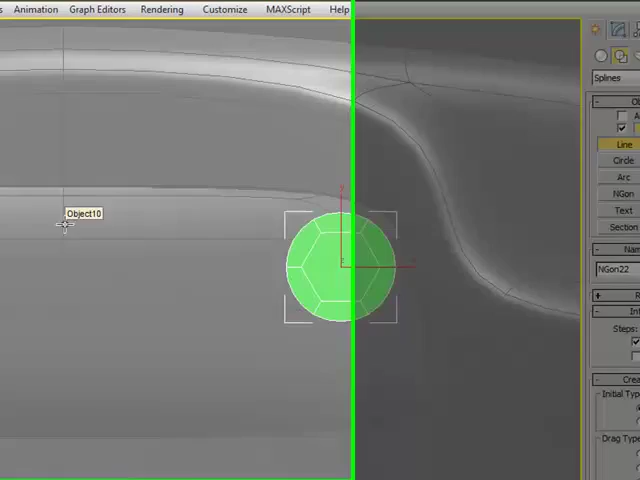 s Animation Graph Editors Rendering Customize MAXScript Help
Splines
Line
Circle
Arc
NGon
Text
Section
NGon22
Object10
Steps:
Initial Type
Drag Type